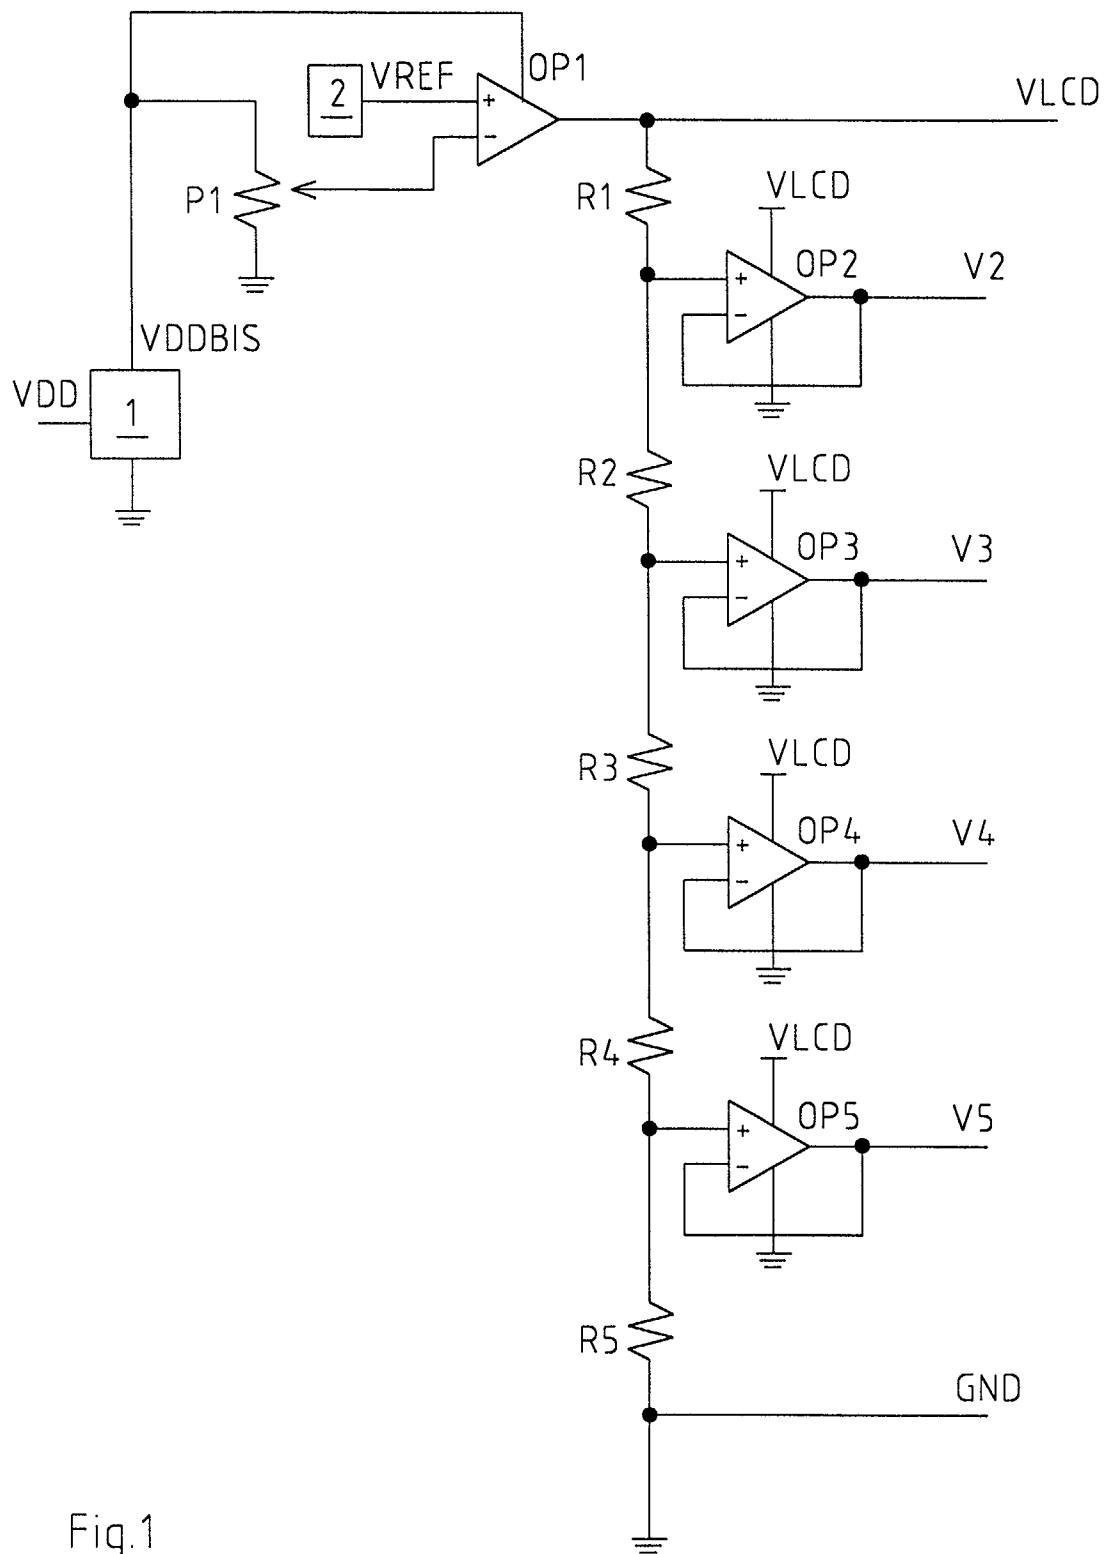 OP1
VREF
2
+
-
VLCD
P1
R1
VLCD
OP2
V2
+
-
VDDBIS
VDD
1
R2
VLCD
OP3
V3
+
-
R3
VLCD
OP4
V4
+
-
R4
VLCD
OP5
V5
+
-
R5
GND
Fig.1